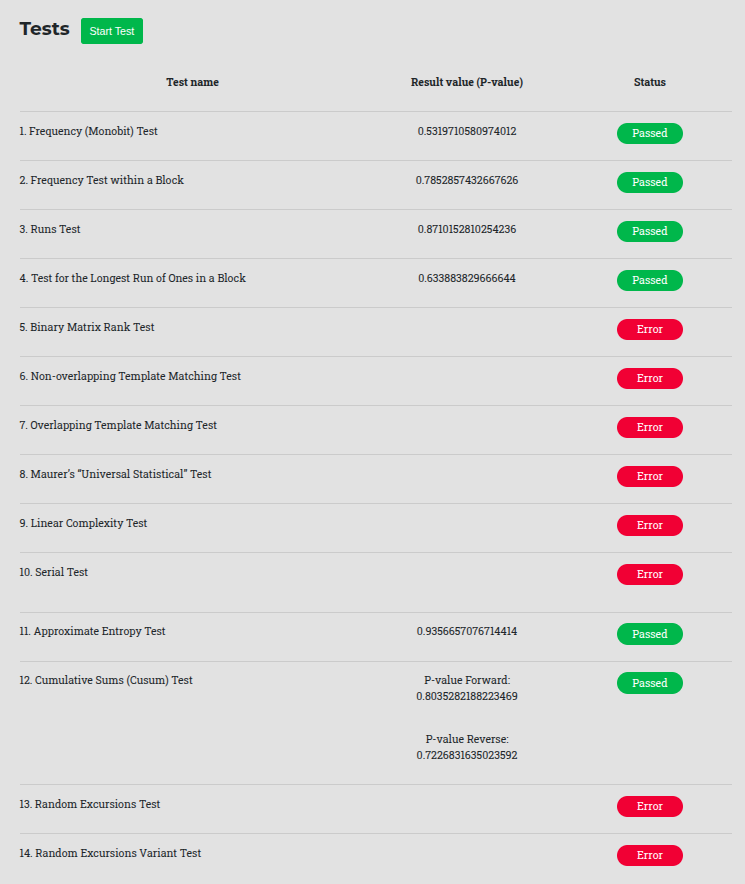 Tests Start Test
Test name Result value (P-value) Status
1. Frequency (Monobit) Test 0.5319710580974012 Passed
2. Frequency Test within a Block 0.7852857432667626 Passed
3. Runs Test 0.8710152810254236 Passed
4. Test for the Longest Run of Ones in a Block 0.633883829666644 Passed
5. Binary Matrix Rank Test Error
6. Non-overlapping Template Matching Test Error
7. Overlapping Template Matching Test Error
8. Maurer’s “Universal Statistical” Test Error
9. Linear Complexity Test Error
10. Serial Test Error
11. Approximate Entropy Test 0.9356657076714414 Passed
12. Cumulative Sums (Cusum) Test P-value Forward: Passed
0.8035282188223469
P-value Reverse:
0.7226831635023592
13. Random Excursions Test Error
14. Random Excursions Variant Test Error